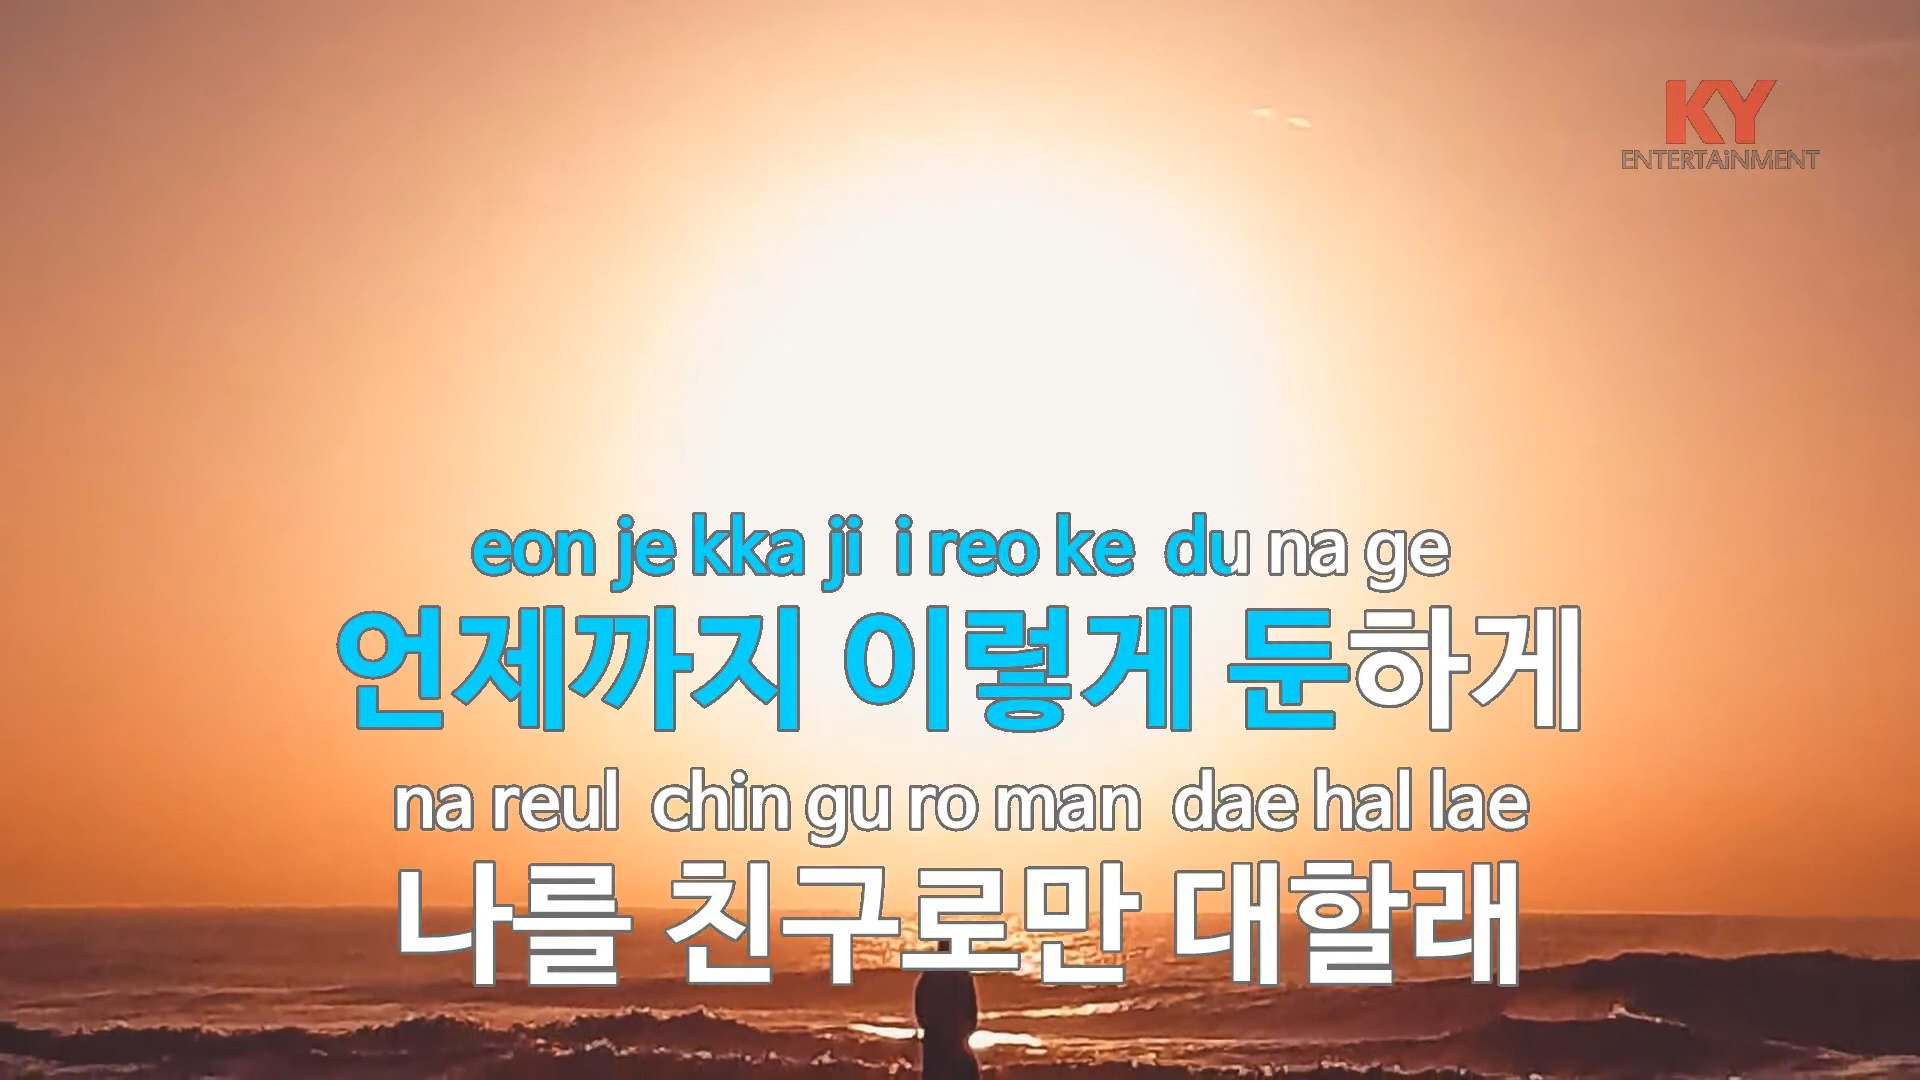 KY
ENTERTAiNMENT
eon je kka ji i reo ke du na ge
언제까지 이렇게 둔하게
na reul chin gu ro man dae hal lae
나를 친구로만 대할래